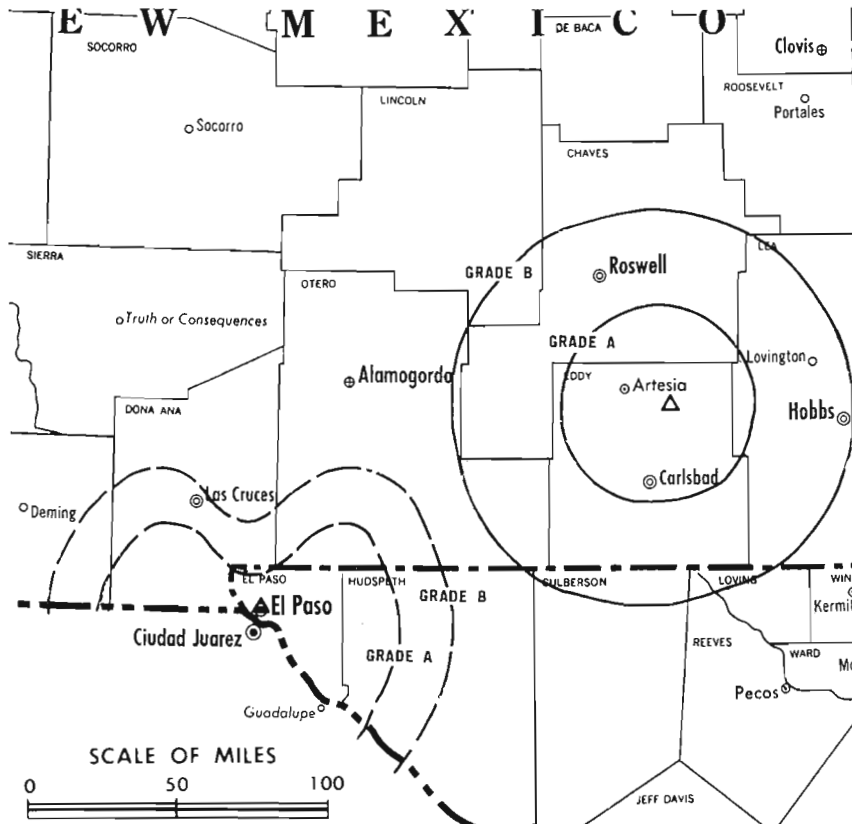 E W M E X I C O
SOCORRO
DE BACA
Clovis
LINCOLN
ROOSEVELT
Portales
Socorro
CHAVES
LEA
SIERRA
GRADE B
Roswell
OTERO
Truth or Consequences
GRADE A
Lovington
Alamogordo
EDDY
Artesia
DONA ANA
Hobbs
Las Cruces
Carlsbad
Deming
EL PASO
HUDSPETH
CULBERSON
LOVING
WIN
GRADE B
El Paso
Kermit
Ciudad Juarez
REEVES
WARD
GRADE A
Mo
Pecos
Guadalupe
SCALE OF MILES
0 50 100
JEFF DAVIS